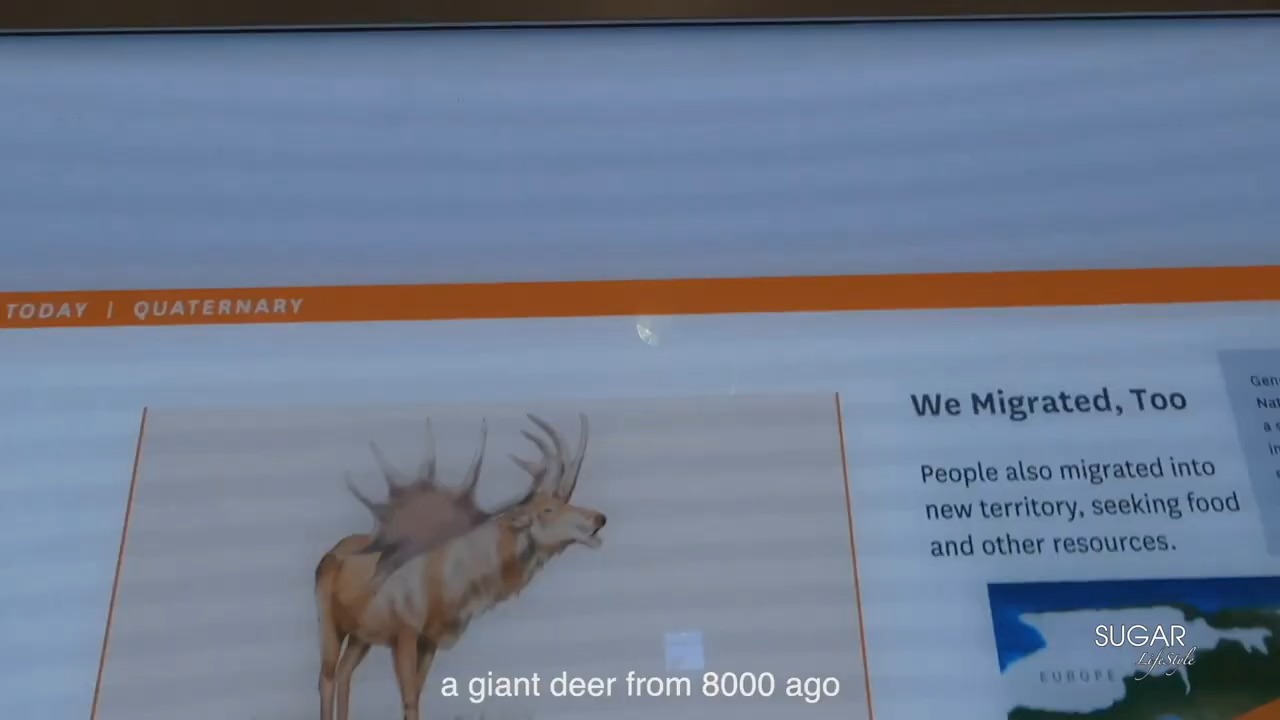 TODAY | QUATERNARY
We Migrated, Too
People also migrated into
new territory, seeking food
and other resources.
EUROPE
SUGAR
LifeStyle
a giant deer from 8000 ago